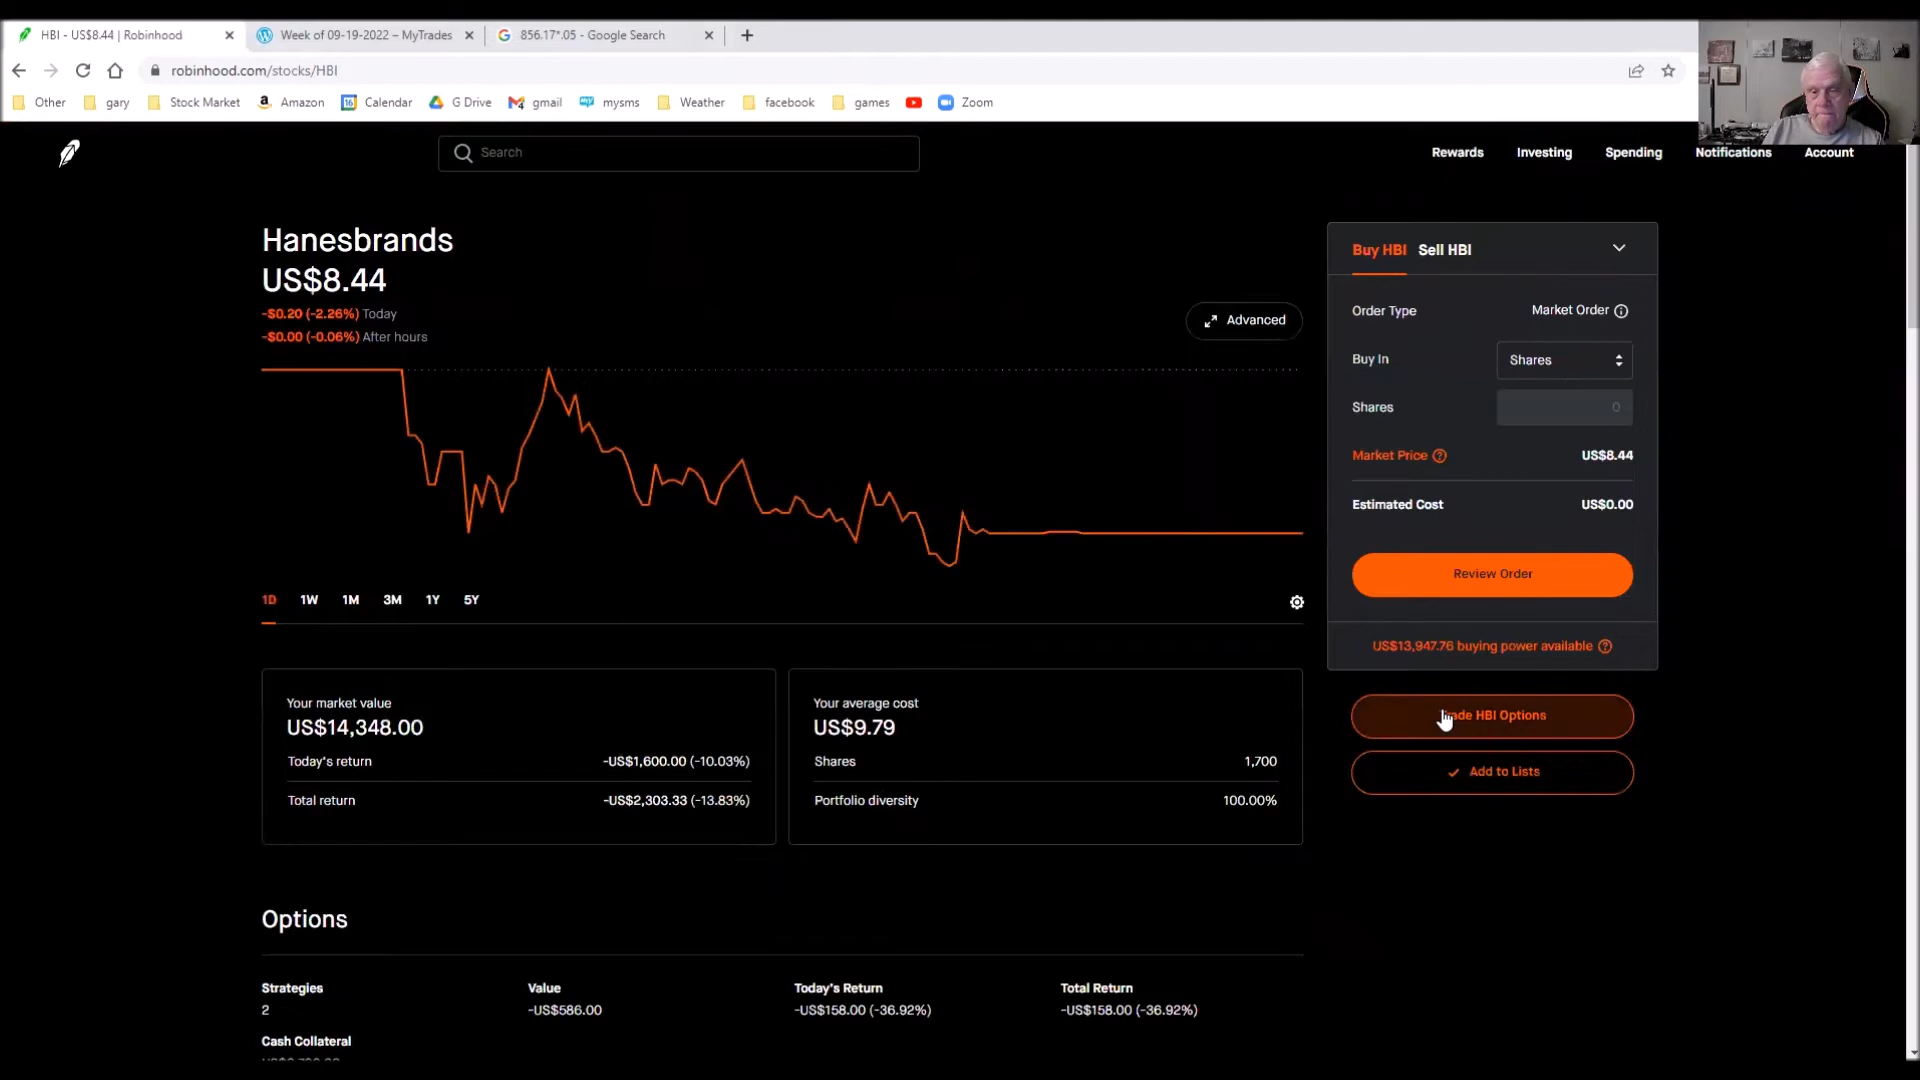 HBI - US$8.44 | Robinhood
Week of 09-19-2022 – MyTrades
856.17*.05 - Google Search
robinhood.com/stocks/HBI
Other
gary
Stock Market
Amazon
Calendar
G Drive
gmail
mysms
Weather
facebook
games
Zoom
Search
Rewards
Investing
Spending
Notifications
Account
Hanesbrands
US$8.44
-$0.20 (-2.26%) Today
-$0.00 (-0.06%) After hours
Advanced
1D
1W
1M
3M
1Y
5Y
Buy HBI
Sell HBI
Order Type
Market Order
Buy In
Shares
Shares
0
Market Price
US$8.44
Estimated Cost
US$0.00
Review Order
US$13,947.76 buying power available
HBI Options
Add to Lists
Your market value
US$14,348.00
Today's return
-US$1,600.00 (-10.03%)
Total return
-US$2,303.33 (-13.83%)
Your average cost
US$9.79
Shares
1,700
Portfolio diversity
100.00%
Options
Strategies
Value
Today's Return
Total Return
2
-US$586.00
-US$158.00 (-36.92%)
-US$158.00 (-36.92%)
Cash Collateral